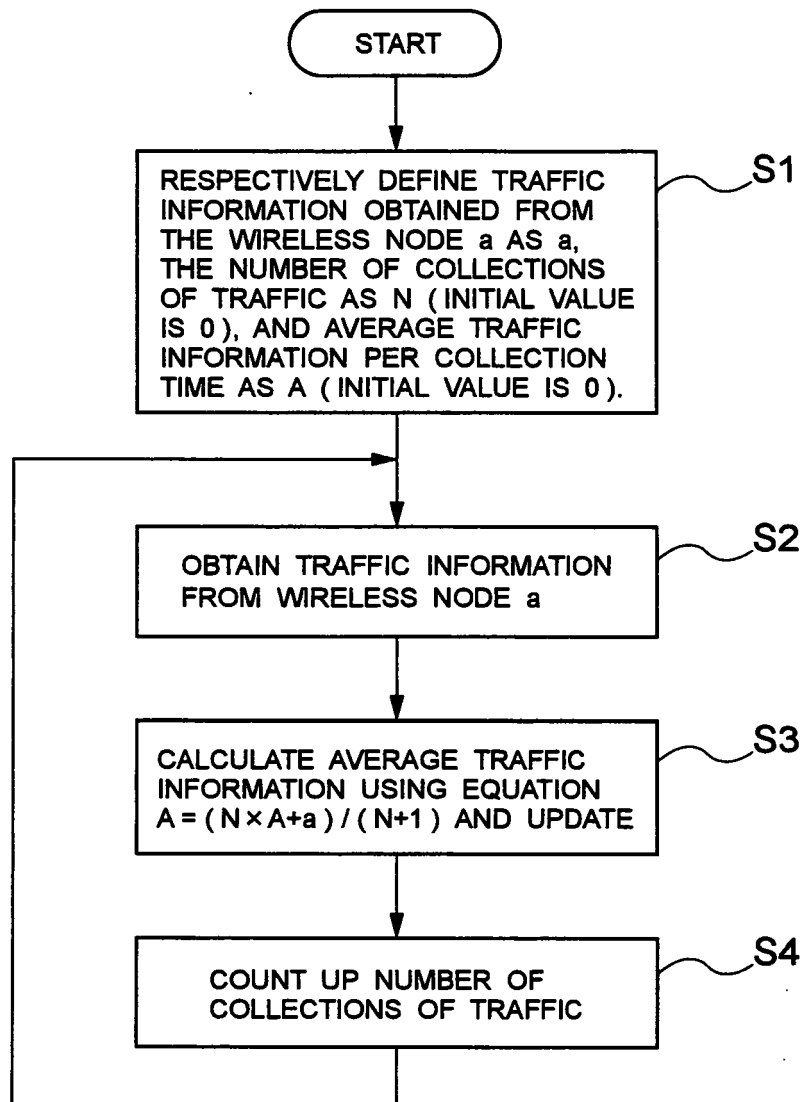 START
S1
RESPECTIVELY DEFINE TRAFFIC
INFORMATION OBTAINED FROM
THE WIRELESS NODE a AS a,
THE NUMBER OF COLLECTIONS
OF TRAFFIC AS N ( INITIAL VALUE
IS 0 ), AND AVERAGE TRAFFIC
INFORMATION PER COLLECTION
TIME AS A ( INITIAL VALUE IS 0 ).
S2
OBTAIN TRAFFIC INFORMATION
FROM WIRELESS NODE a
S3
CALCULATE AVERAGE TRAFFIC
INFORMATION USING EQUATION
A = ( N × A+a ) / ( N+1 ) AND UPDATE
S4
COUNT UP NUMBER OF
COLLECTIONS OF TRAFFIC